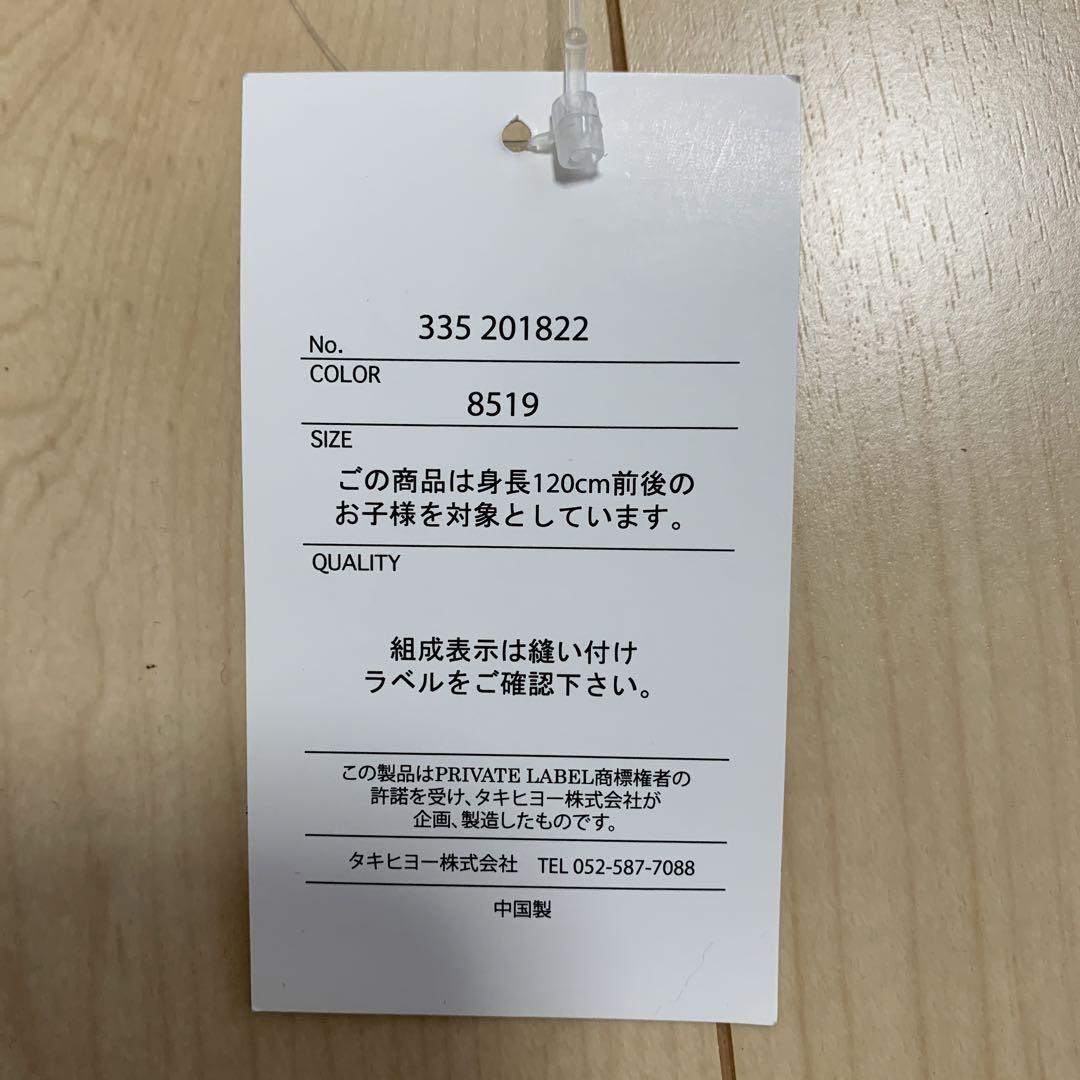 No. 335 201822
COLOR
8519
SIZE
この商品は身長120cm前後の
お子様を対象としています。
QUALITY
組成表示は縫い付け
ラベルをご確認下さい。
この製品はPRIVATE LABEL商標権者の
許諾を受け、タキヒヨー株式会社が
企画、製造したものです。
タキヒヨー株式会社 TEL 052-587-7088
中国製